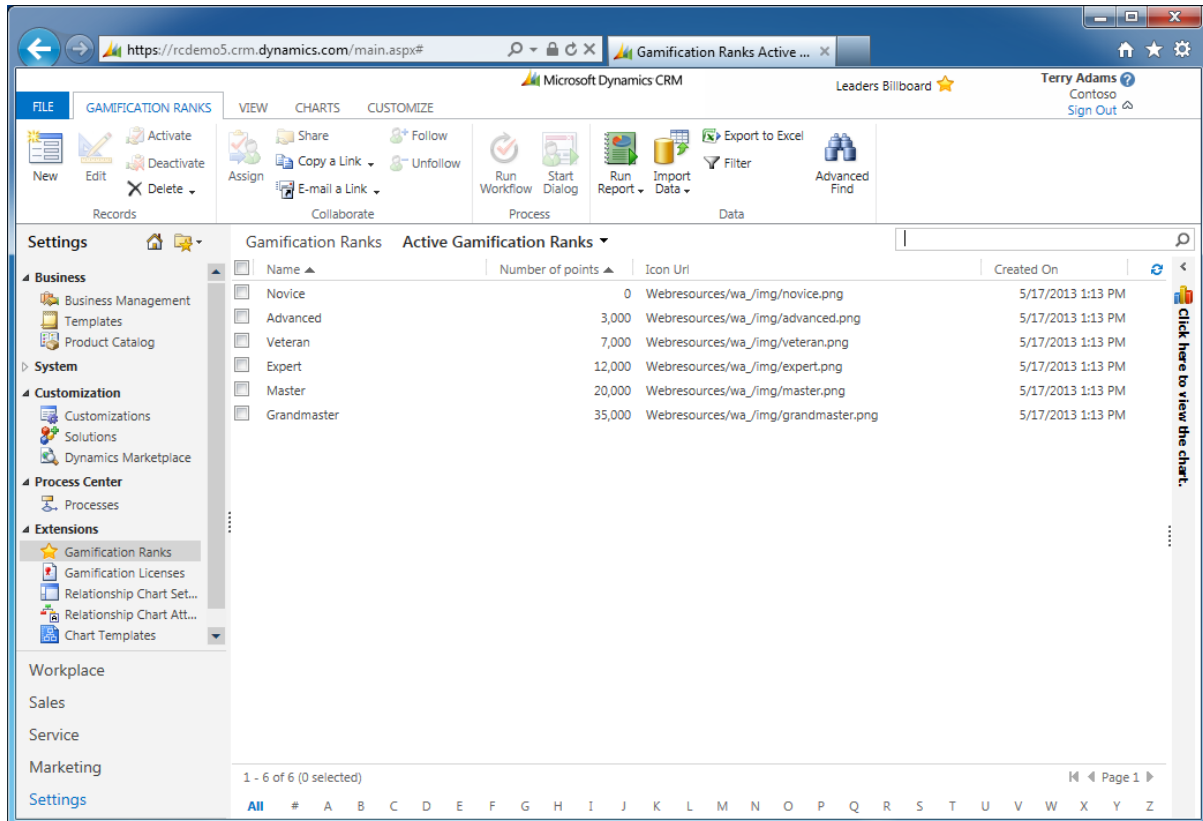 https://rcdemo5.crm.dynamics.com/main.aspx#
Gamification Ranks Active ...
Microsoft Dynamics CRM
Leaders Billboard
Terry Adams
Contoso
Sign Out
FILE
GAMIFICATION RANKS
VIEW
CHARTS
CUSTOMIZE
New
Edit
Activate
Deactivate
Delete
Records
Assign
Share
Copy a Link
E-mail a Link
Follow
Unfollow
Collaborate
Run Workflow
Start Dialog
Process
Run Report
Import Data
Export to Excel
Filter
Advanced Find
Data
Settings
Business
Business Management
Templates
Product Catalog
System
Customization
Customizations
Solutions
Dynamics Marketplace
Process Center
Processes
Extensions
Gamification Ranks
Gamification Licenses
Relationship Chart Set...
Relationship Chart Att...
Chart Templates
Workplace
Sales
Service
Marketing
Settings
Gamification Ranks Active Gamification Ranks
Name Number of points Icon Url Created On
Novice 0 Webresources/wa_/img/novice.png 5/17/2013 1:13 PM
Advanced 3,000 Webresources/wa_/img/advanced.png 5/17/2013 1:13 PM
Veteran 7,000 Webresources/wa_/img/veteran.png 5/17/2013 1:13 PM
Expert 12,000 Webresources/wa_/img/expert.png 5/17/2013 1:13 PM
Master 20,000 Webresources/wa_/img/master.png 5/17/2013 1:13 PM
Grandmaster 35,000 Webresources/wa_/img/grandmaster.png 5/17/2013 1:13 PM
Click here to view the chart.
1 - 6 of 6 (0 selected)
Page 1
All # A B C D E F G H I J K L M N O P Q R S T U V W X Y Z